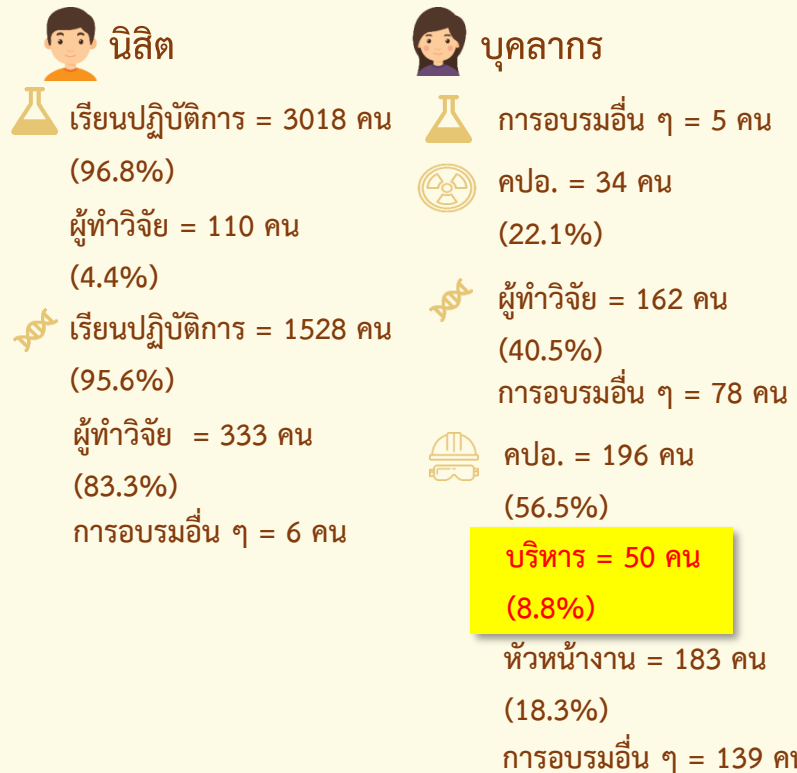 นิสิต
เรียนปฏิบัติการ = 3018 คน
(96.8%)
ผู้ทำวิจัย = 110 คน
(4.4%)
เรียนปฏิบัติการ = 1528 คน
(95.6%)
ผู้ทำวิจัย = 333 คน
(83.3%)
การอบรมอื่น ๆ = 6 คน
บุคลากร
การอบรมอื่น ๆ = 5 คน
คปอ. = 34 คน
(22.1%)
ผู้ทำวิจัย = 162 คน
(40.5%)
การอบรมอื่น ๆ = 78 คน
คปอ. = 196 คน
(56.5%)
บริหาร = 50 คน
(8.8%)
หัวหน้างาน = 183 คน
(18.3%)
การอบรมอื่น ๆ = 139 คน